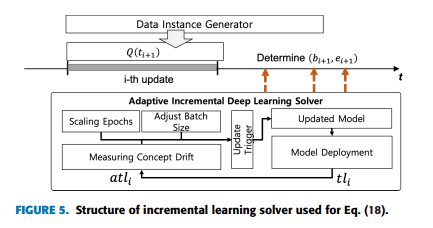 Data Instance Generator
Q(t_{i+1})
Determine (b_{i+1}, e_{i+1})
i-th update
t
Adaptive Incremental Deep Learning Solver
Scaling Epochs
Adjust Batch
Size
Update
Trigger
Updated Model
Measuring Concept Drift
Model Deployment
atl_i
tl_i
FIGURE 5. Structure of incremental learning solver used for Eq. (18).